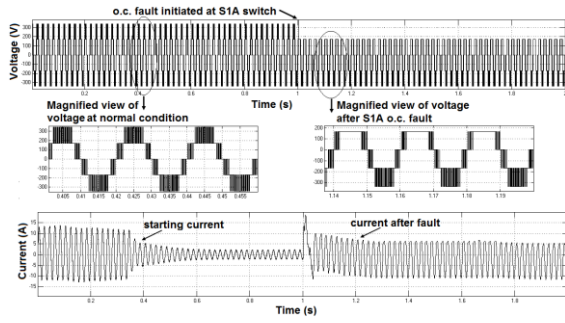 o.c. fault initiated at S1A switch
Voltage (V)
300
200
100
0
-100
-200
-300
0.2 0.4 0.6 0.8 1 1.2 1.4 1.6 1.8
Time (s)
Magnified view of voltage at normal condition
Magnified view of voltage after S1A o.c. fault
300
200
100
0
-100
-200
-300
0.405 0.41 0.415 0.42 0.425 0.43 0.435 0.44 0.445 0.45 0.455
100
0
-100
-200
-300
1.14 1.15 1.16 1.17 1.18 1.19
Current (A)
15
10
5
0
-5
-10
-15
starting current
current after fault
0.2 0.4 0.6 0.8 1.0 1.2 1.4 1.6 1.8
Time (s)